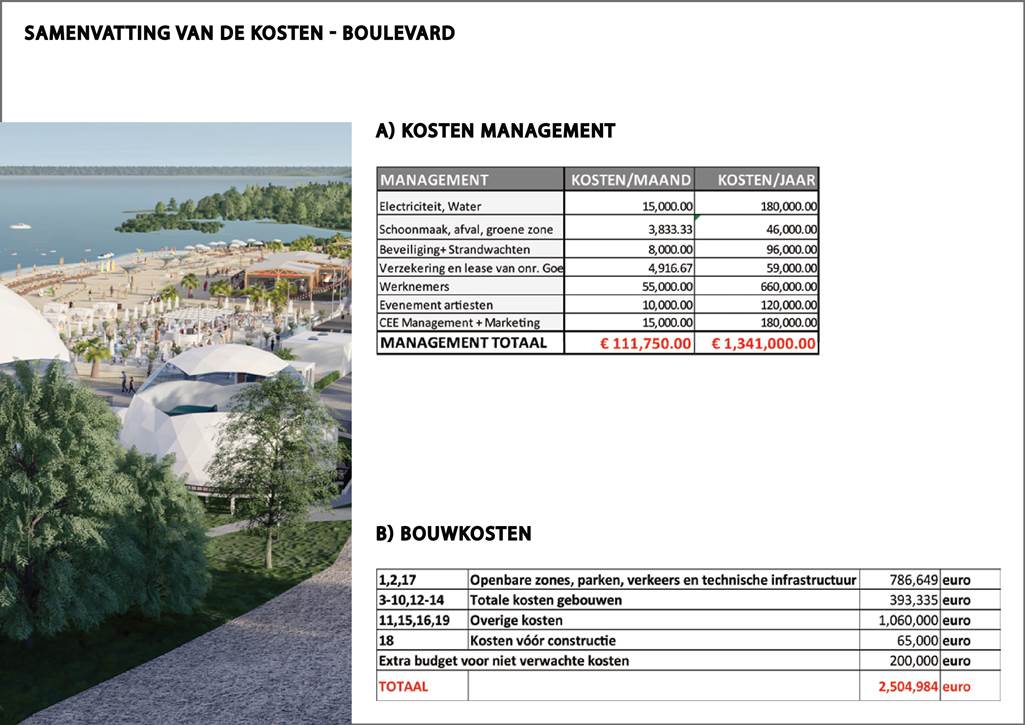 SAMENVATTING VAN DE KOSTEN - BOULEVARD
A) KOSTEN MANAGEMENT
MANAGEMENT KOSTEN/MAAND KOSTEN/JAAR
Electriciteit, Water 15,000.00 180,000.00
Schoonmaak, afval, groene zone 3,833.33 46,000.00
Beveiliging+ Strandwachten 8,000.00 96,000.00
Verzekering en lease van onr. Goe 4,916.67 59,000.00
Werknemers 55,000.00 660,000.00
Evenement artiesten 10,000.00 120,000.00
CEE Management + Marketing 15,000.00 180,000.00
MANAGEMENT TOTAAL € 111,750.00 € 1,341,000.00
B) BOUWKOSTEN
1,2,17 Openbare zones, parken, verkeers en technische infrastructuur 786,649 euro
3-10,12-14 Totale kosten gebouwen 393,335 euro
11,15,16,19 Overige kosten 1,060,000 euro
18 Kosten vóór constructie 65,000 euro
Extra budget voor niet verwachte kosten 200,000 euro
TOTAAL 2,504,984 euro